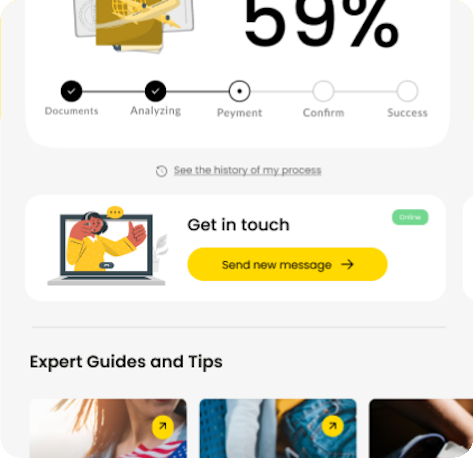 59%
Documents
Analyzing
Peyment
Confirm
Success
See the history of my process
Get in touch
Online
Send new message
Expert Guides and Tips